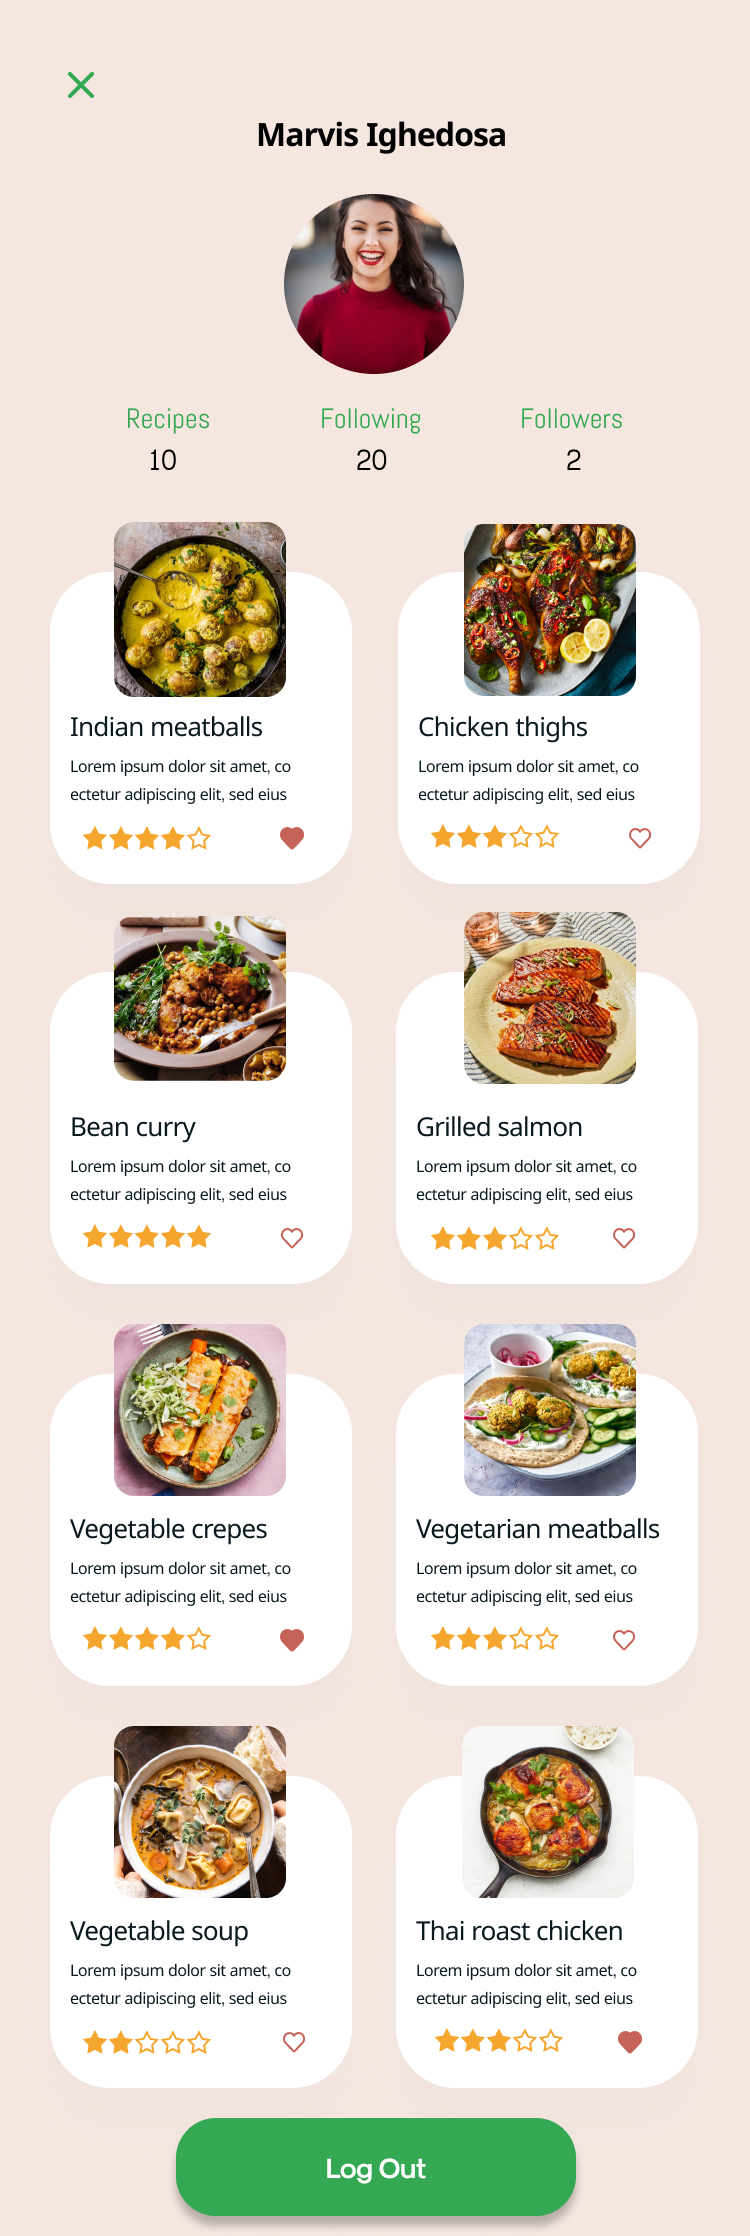 Marvis Ighedosa
Recipes Following Followers
10 20 2
Indian meatballs
Lorem ipsum dolor sit amet, co
ectetur adipiscing elit, sed eius
Chicken thighs
Lorem ipsum dolor sit amet, co
ectetur adipiscing elit, sed eius
Bean curry
Lorem ipsum dolor sit amet, co
ectetur adipiscing elit, sed eius
Grilled salmon
Lorem ipsum dolor sit amet, co
ectetur adipiscing elit, sed eius
Vegetable crepes
Lorem ipsum dolor sit amet, co
ectetur adipiscing elit, sed eius
Vegetarian meatballs
Lorem ipsum dolor sit amet, co
ectetur adipiscing elit, sed eius
Vegetable soup
Lorem ipsum dolor sit amet, co
ectetur adipiscing elit, sed eius
Thai roast chicken
Lorem ipsum dolor sit amet, co
ectetur adipiscing elit, sed eius
Log Out